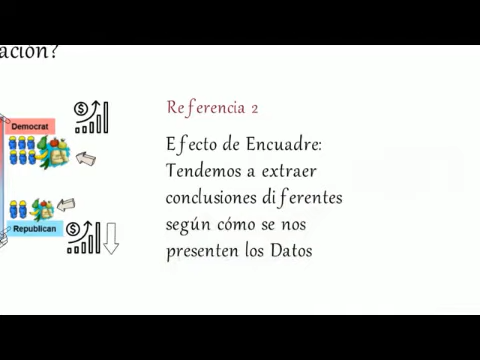 ación?
Democrat
Republican
Referencia 2
Efecto de Encuadre:
Tendemos a extraer
conclusiones diferentes
según cómo se nos
presenten los Datos